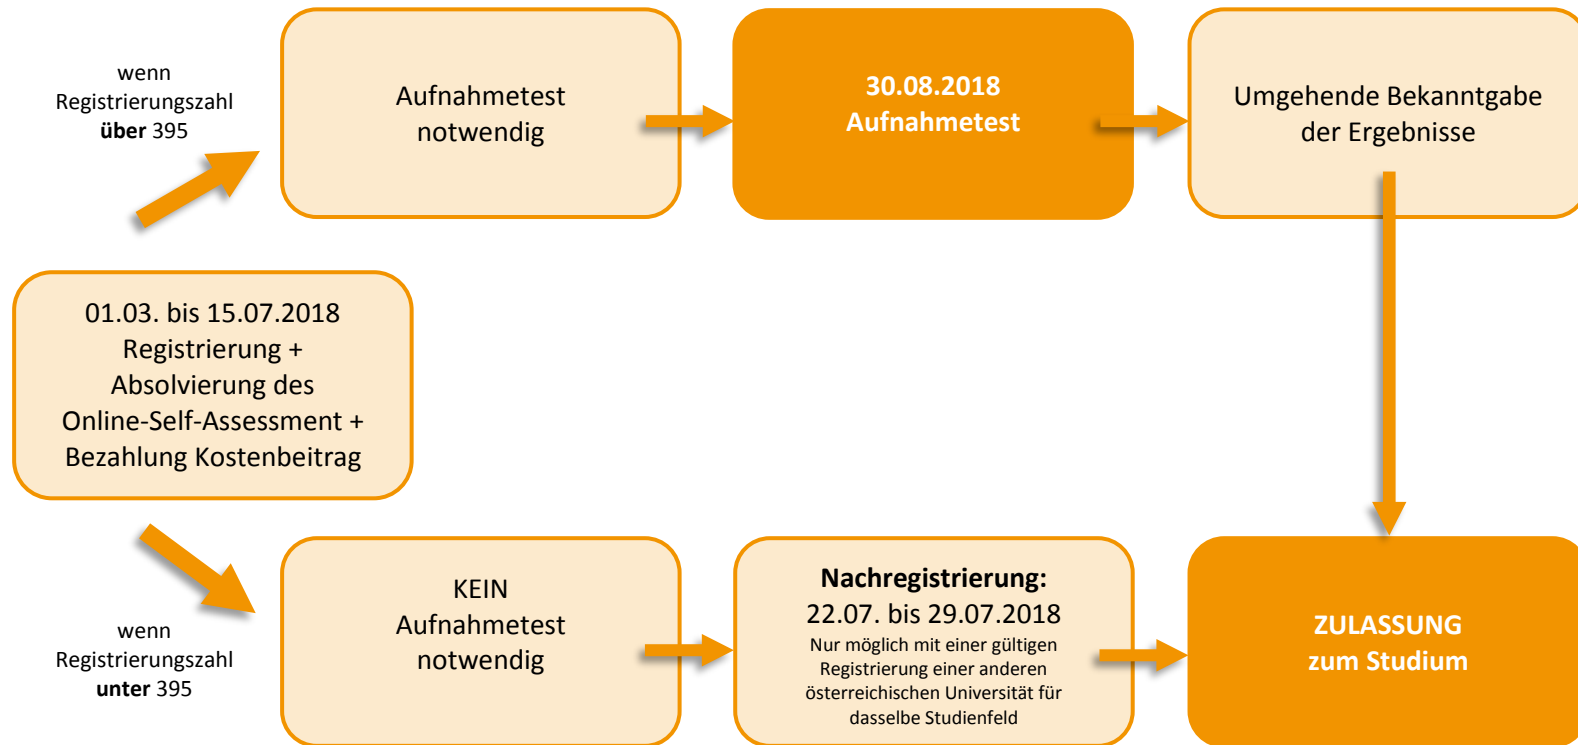 wenn
Registrierungszahl
über 395
Aufnahmetest
notwendig
30.08.2018
Aufnahmetest
Umgehende Bekanntgabe
der Ergebnisse
01.03. bis 15.07.2018
Registrierung +
Absolvierung des
Online-Self-Assessment +
Bezahlung Kostenbeitrag
wenn
Registrierungszahl
unter 395
KEIN
Aufnahmetest
notwendig
Nachregistrierung:
22.07. bis 29.07.2018
Nur möglich mit einer gültigen
Registrierung einer anderen
österreichischen Universität für
dasselbe Studienfeld
ZULASSUNG
zum Studium